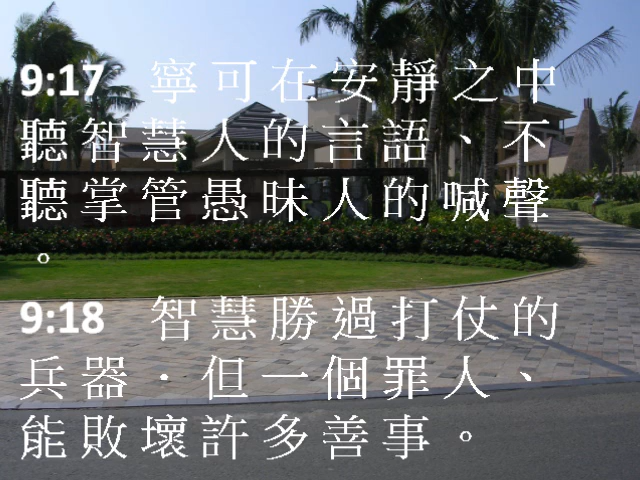 9:17 寧可在安靜之中
聽智慧人的言語、不
聽掌管愚昧人的喊聲
。
9:18 智慧勝過打仗的
兵器．但一個罪人、
能敗壞許多善事。